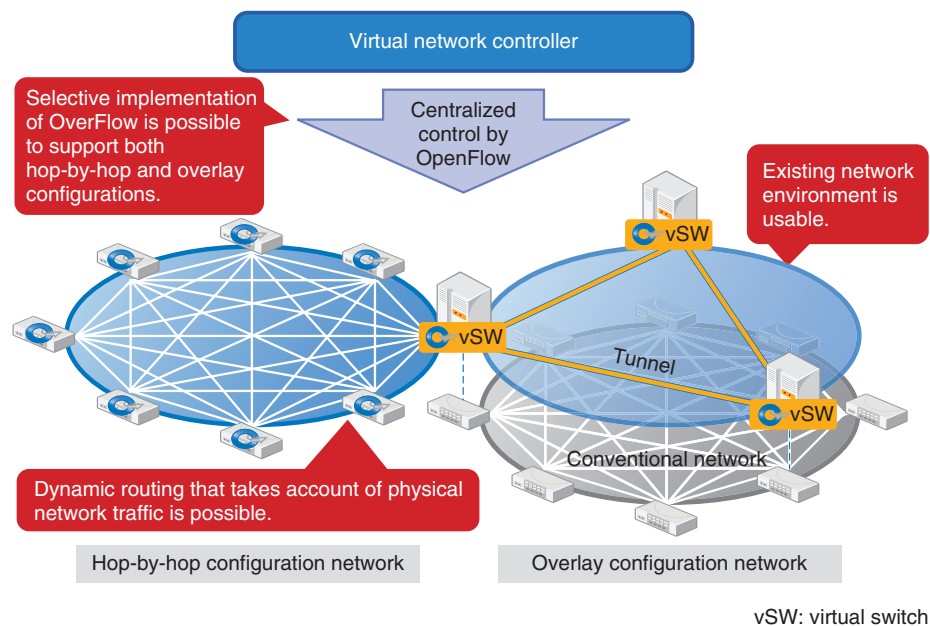 Virtual network controller
Selective implementation
of OverFlow is possible
to support both
hop-by-hop and overlay
configurations.
Centralized
control by
OpenFlow
Existing network
environment is
usable.
vSW
vSW
Tunnel
vSW
Conventional network
Dynamic routing that takes account of physical
network traffic is possible.
Hop-by-hop configuration network
Overlay configuration network
vSW: virtual switch